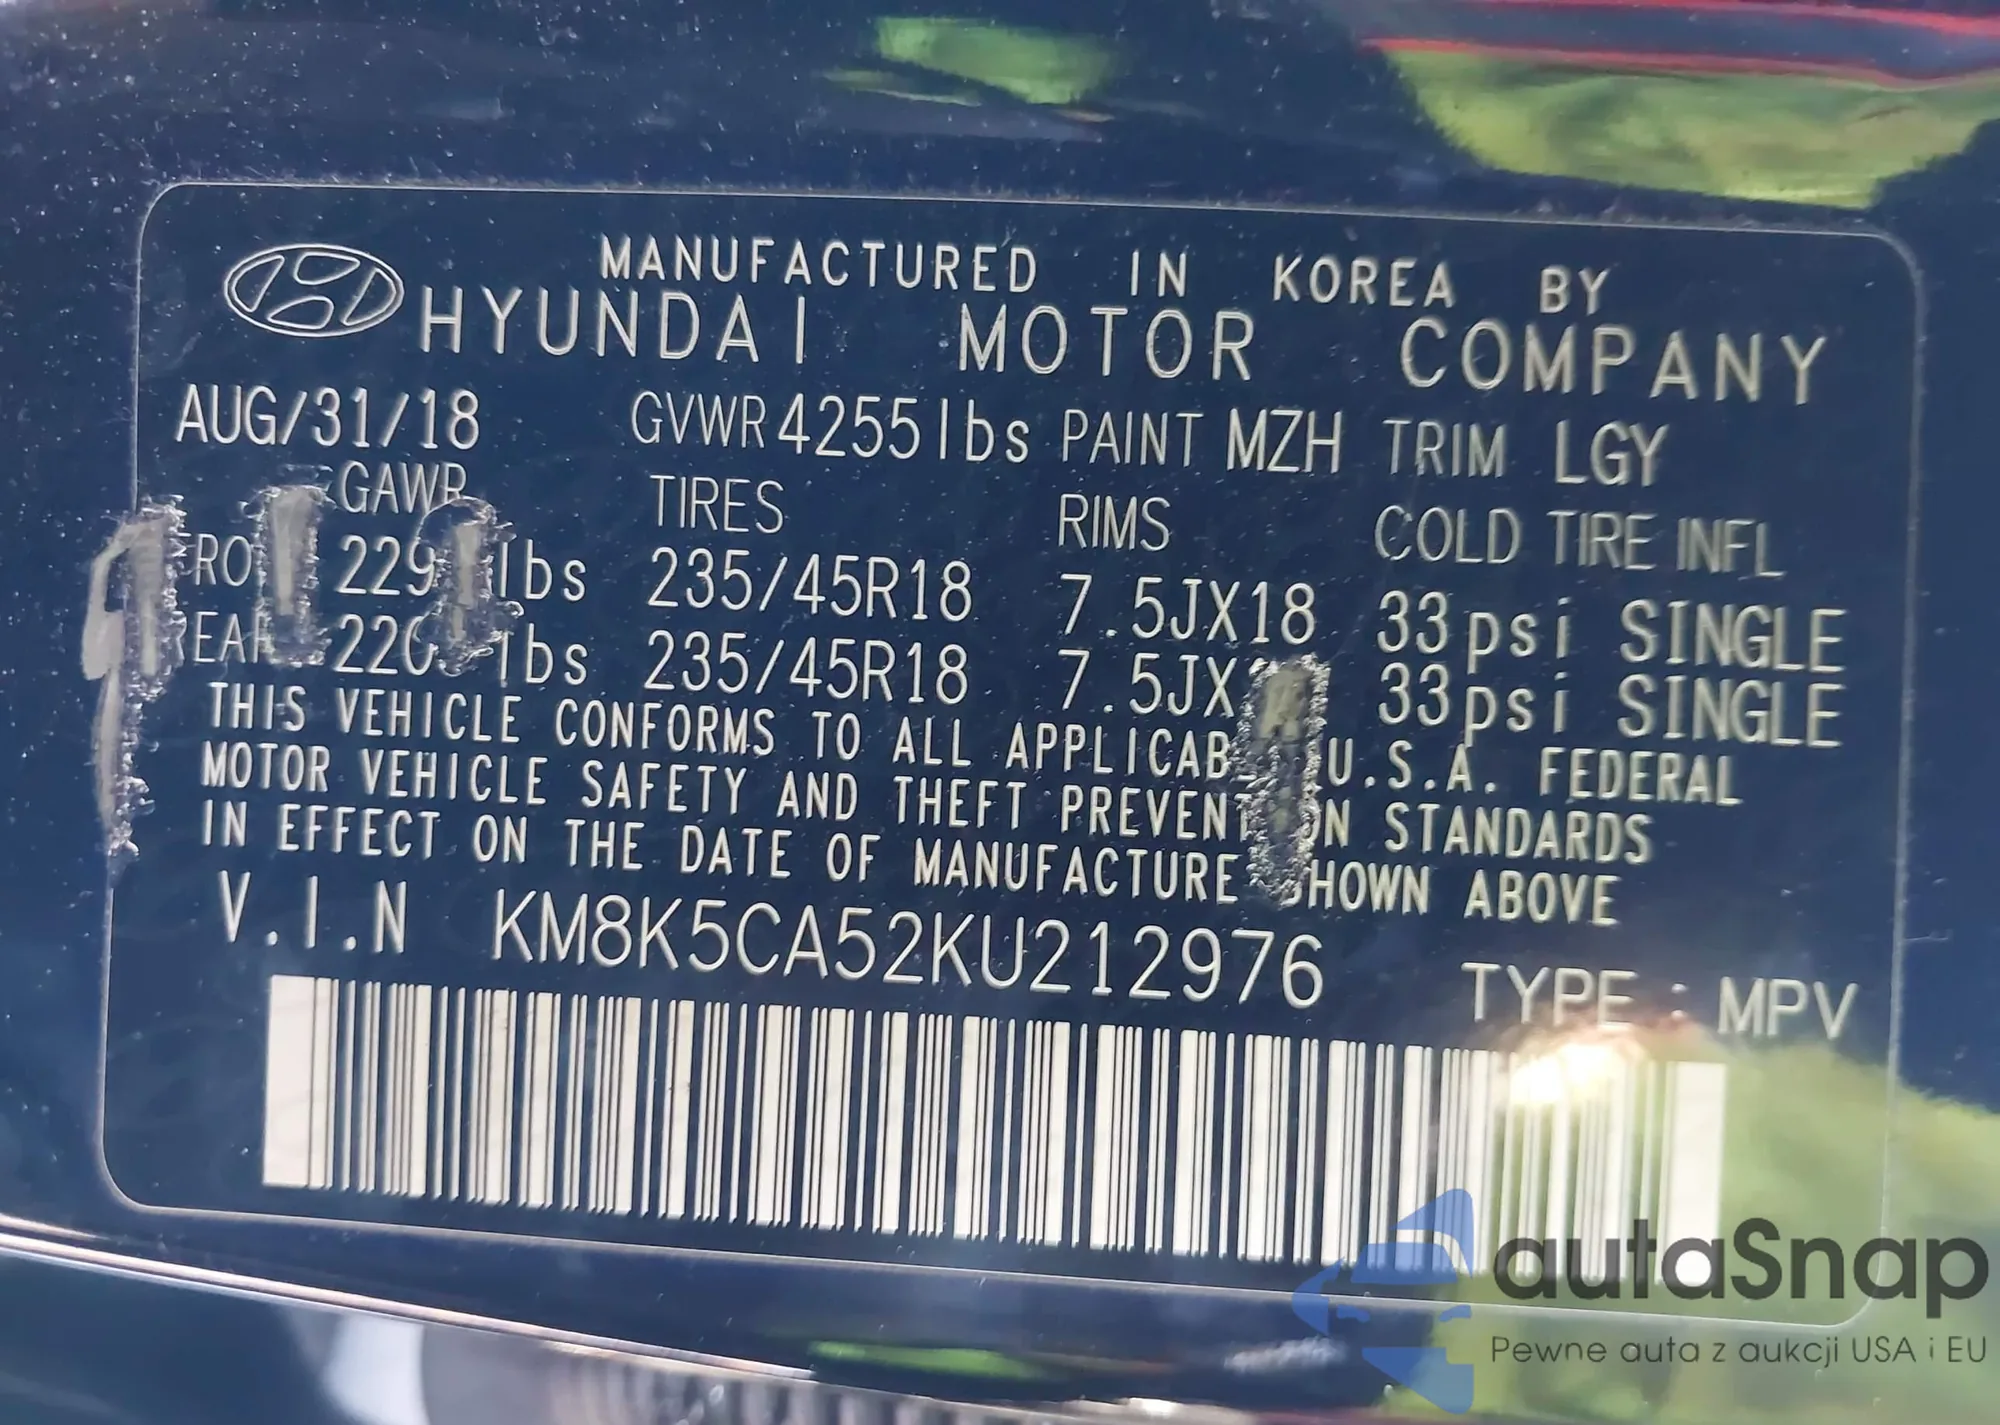 MANUFACTURED IN KOREA BY
HYUNDAI MOTOR COMPANY
AUG/31/18 GVWR 4255lbs PAINT MZH TRIM LGY
GAWR TIRES RIMS COLD TIRE INFL
lbs 235/45R18 7.5JX18 33psi SINGLE
lbs 235/45R18 33psi SINGLE
THIS VEHICLE CONFORMS TO ALL U.S.A. FEDERAL
MOTOR VEHICLE SAFETY AND THEFT PREVENTION STANDARDS
IN EFFECT ON THE DATE OF MANUFACTURE SHOWN ABOVE
V.I.N KM8K5CA52KU212976
TYPE : MPV
autaSnap
Pewne auta z aukcji USA i EU